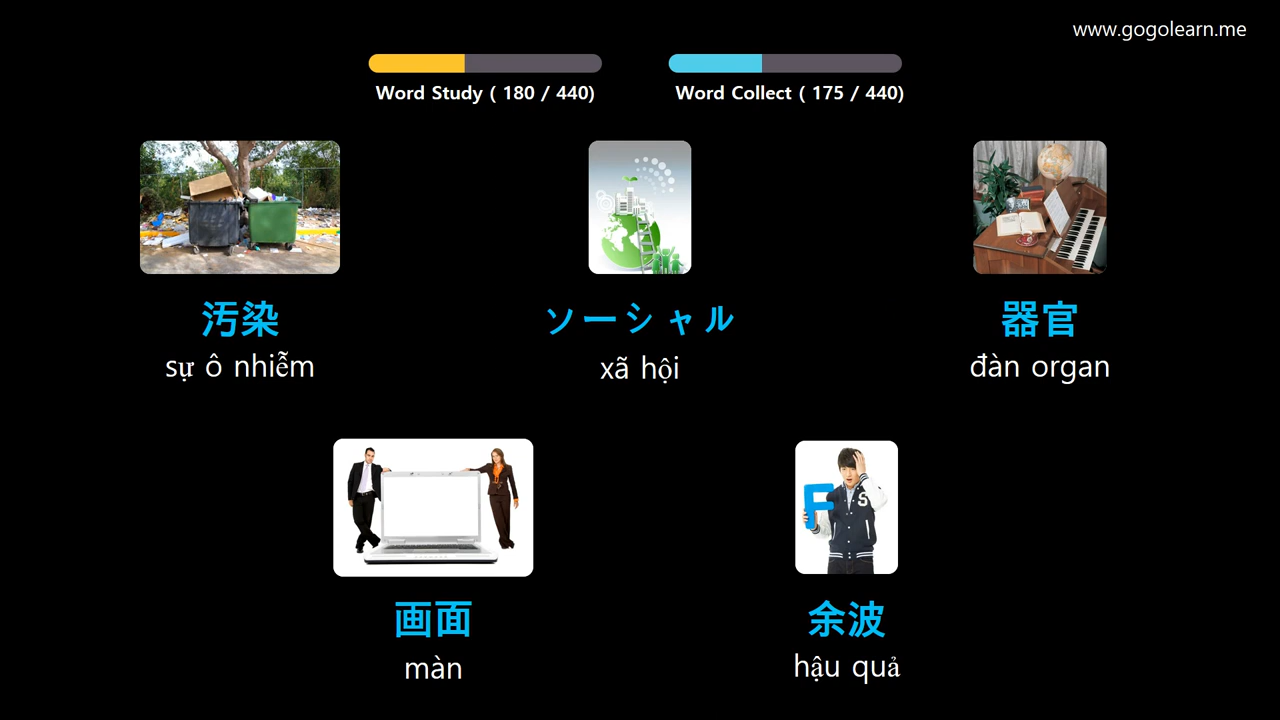 www.gogolearn.me
Word Study ( 180 / 440)
Word Collect ( 175 / 440)
汚染
sự ô nhiễm
ソーシャル
xã hội
器官
đàn organ
画面
màn
F
S
余波
hậu quả